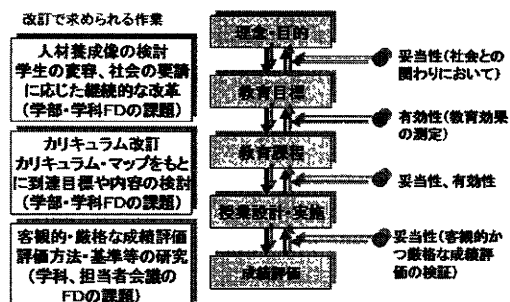 改訂で求められる作業
人材養成像の検討
学生の変容、社会の要請
に応じた継続的な改革
(学部・学科FDの課題)
カリキュラム改訂
カリキュラム・マップをもと
に到達目標や内容の検討
(学部・学科FDの課題)
客観的・厳格な成績評価
評価方法・基準等の研究
(学科、担当者会議の
FDの課題)
理念・目的
教育目標
教育課程
授業設計・実施
成績評価
妥当性(社会との
関わりにおいて)
有効性(教育効果
の測定)
妥当性、有効性
妥当性(客観的か
つ厳格な成績評
価の検証)